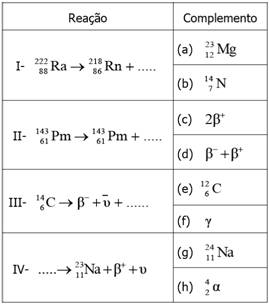 Reação Complemento
I- ²²²₈₈Ra → ²¹⁸₈₆Rn + .....
(a) ²³₁₂Mg
(b) ¹⁴₇N
II- ¹⁴³₆₁Pm → ¹⁴³₆₁Pm + .....
(c) 2β⁺
(d) β⁻ + β⁺
III- ¹⁴₆C → β⁻ + ῡ + ......
(e) ¹²₆C
(f) γ
IV- ..... → ²³₁₁Na + β⁺ + υ
(g) ²⁴₁₁Na
(h) ⁴₂α